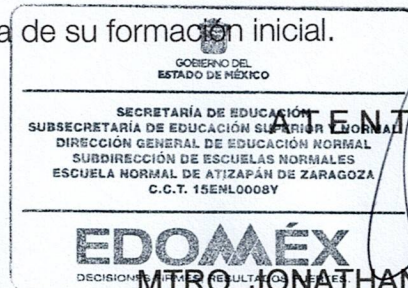 a de su formación inicial.
GOBIERNO DEL
ESTADO DE MÉXICO
SECRETARÍA DE EDUCACIÓN
A T E N T
SUBSECRETARÍA DE EDUCACIÓN SUPERIOR Y NORMAL
DIRECCIÓN GENERAL DE EDUCACIÓN NORMAL
SUBDIRECCIÓN DE ESCUELAS NORMALES
ESCUELA NORMAL DE ATIZAPÁN DE ZARAGOZA
C.C.T. 15ENL0008Y
EDOMÉX
DECISIONES FIRMES, RESULTADOS FUERTES.
MTRO. JONATHAN